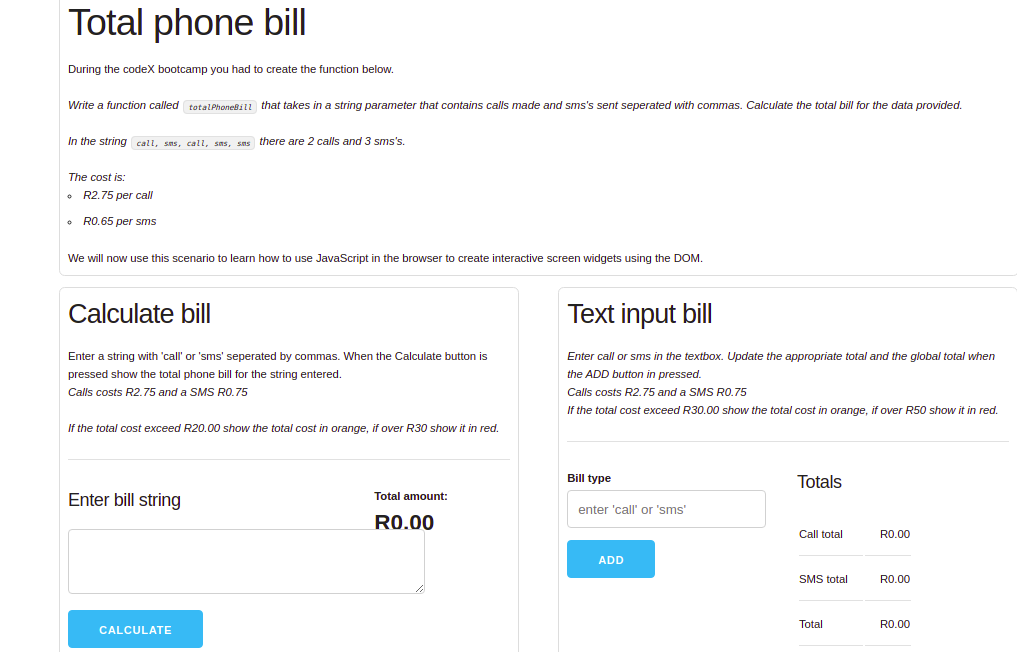 Total phone bill
During the codeX bootcamp you had to create the function below.
Write a function called totalPhoneBill that takes in a string parameter that contains calls made and sms's sent seperated with commas. Calculate the total bill for the data provided.
In the string call, sms, call, sms, sms there are 2 calls and 3 sms's.
The cost is:
R2.75 per call
R0.65 per sms
We will now use this scenario to learn how to use JavaScript in the browser to create interactive screen widgets using the DOM.
Calculate bill
Enter a string with 'call' or 'sms' seperated by commas. When the Calculate button is
pressed show the total phone bill for the string entered.
Calls costs R2.75 and a SMS R0.75
If the total cost exceed R20.00 show the total cost in orange, if over R30 show it in red.
Enter bill string
Total amount:
R0.00
CALCULATE
Text input bill
Enter call or sms in the textbox. Update the appropriate total and the global total when
the ADD button in pressed.
Calls costs R2.75 and a SMS R0.75
If the total cost exceed R30.00 show the total cost in orange, if over R50 show it in red.
Bill type
enter 'call' or 'sms'
ADD
Totals
Call total R0.00
SMS total R0.00
Total R0.00